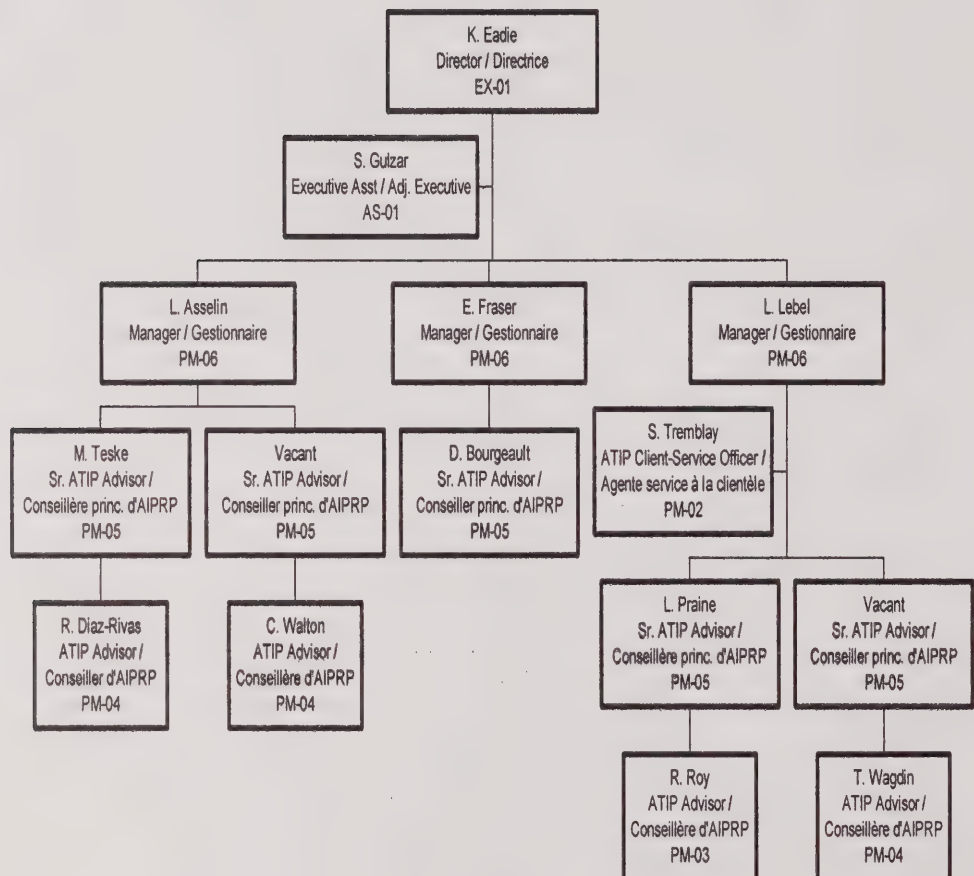 K. Eadie
Director / Directrice
EX-01
S. Gulzar
Executive Asst / Adj. Executive
AS-01
L. Asselin
Manager / Gestionnaire
PM-06
E. Fraser
Manager / Gestionnaire
PM-06
L. Lebel
Manager / Gestionnaire
PM-06
M. Teske
Sr. ATIP Advisor /
Conseillère princ. d'AIPRP
PM-05
Vacant
Sr. ATIP Advisor /
Conseiller princ. d'AIPRP
PM-05
D. Bourgeault
Sr. ATIP Advisor /
Conseiller princ. d'AIPRP
PM-05
S. Tremblay
ATIP Client-Service Officer /
Agente service à la clientèle
PM-02
R. Diaz-Rivas
ATIP Advisor /
Conseiller d'AIPRP
PM-04
C. Walton
ATIP Advisor /
Conseillère d'AIPRP
PM-04
L. Praine
Sr. ATIP Advisor /
Conseillère princ. d'AIPRP
PM-05
Vacant
Sr. ATIP Advisor /
Conseiller princ. d'AIPRP
PM-05
R. Roy
ATIP Advisor /
Conseillère d'AIPRP
PM-03
T. Wagdin
ATIP Advisor /
Conseillère d'AIPRP
PM-04